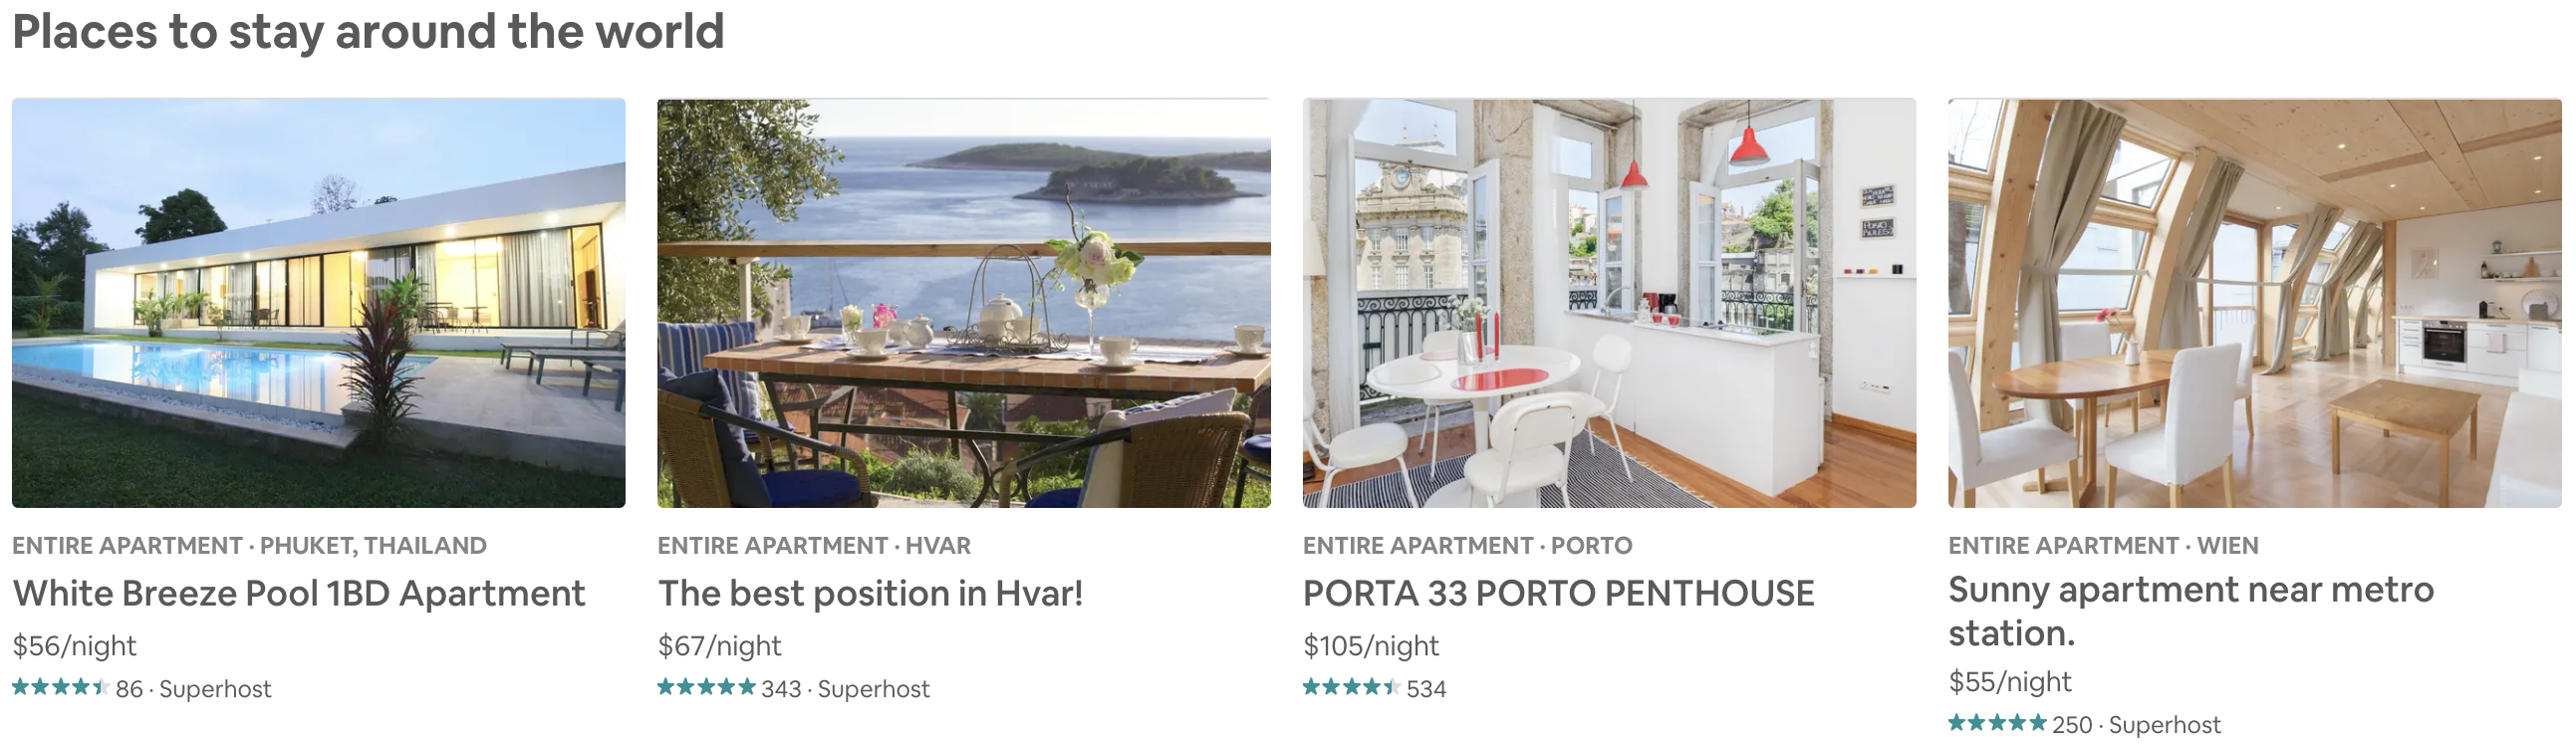 Places to stay around the world
ENTIRE APARTMENT · PHUKET, THAILAND
White Breeze Pool 1BD Apartment
$56/night
86 · Superhost
ENTIRE APARTMENT · HVAR
The best position in Hvar!
$67/night
343 · Superhost
ENTIRE APARTMENT · PORTO
PORTA 33 PORTO PENTHOUSE
$105/night
534
ENTIRE APARTMENT · WIEN
Sunny apartment near metro
station.
$55/night
250 · Superhost